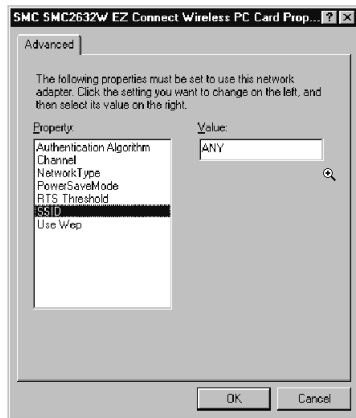 SMC SMC2632W EZ Connect Wireless PC Card Prop...
Advanced
The following properties must be set to use this network
adapter. Click the setting you want to change on the left, and
then select its value on the right.
Property:
Value:
Authentication Algorithm
Channel
NetworkType
PowerSaveMode
RTS Threshold
SSID
Use Wep
ANY
OK
Cancel